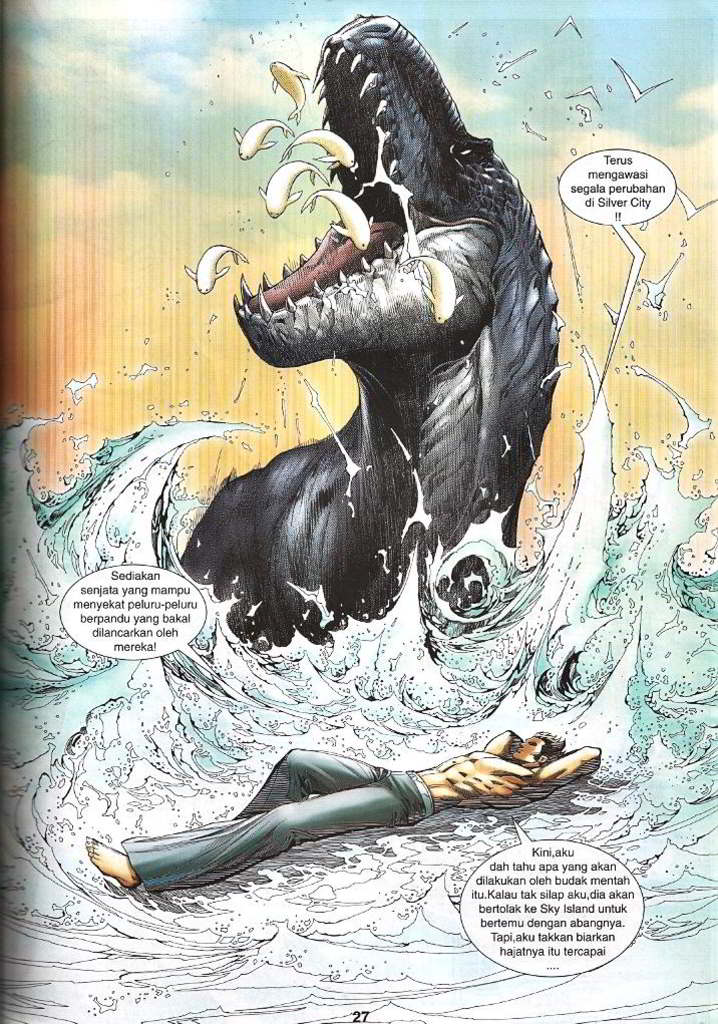 Terus
mengawasi
segala perubahan
di Silver City
!!
Sediakan
senjata yang mampu
menyekat peluru-peluru
berpandu yang bakal
dilancarkan oleh
mereka!
Kini,aku
dah tahu apa yang akan
dilakukan oleh budak mentah
itu.Kalau tak silap aku,dia akan
bertolak ke Sky Island untuk
bertemu dengan abangnya.
Tapi,aku takkan biarkan
hajatnya itu tercapai
....
27